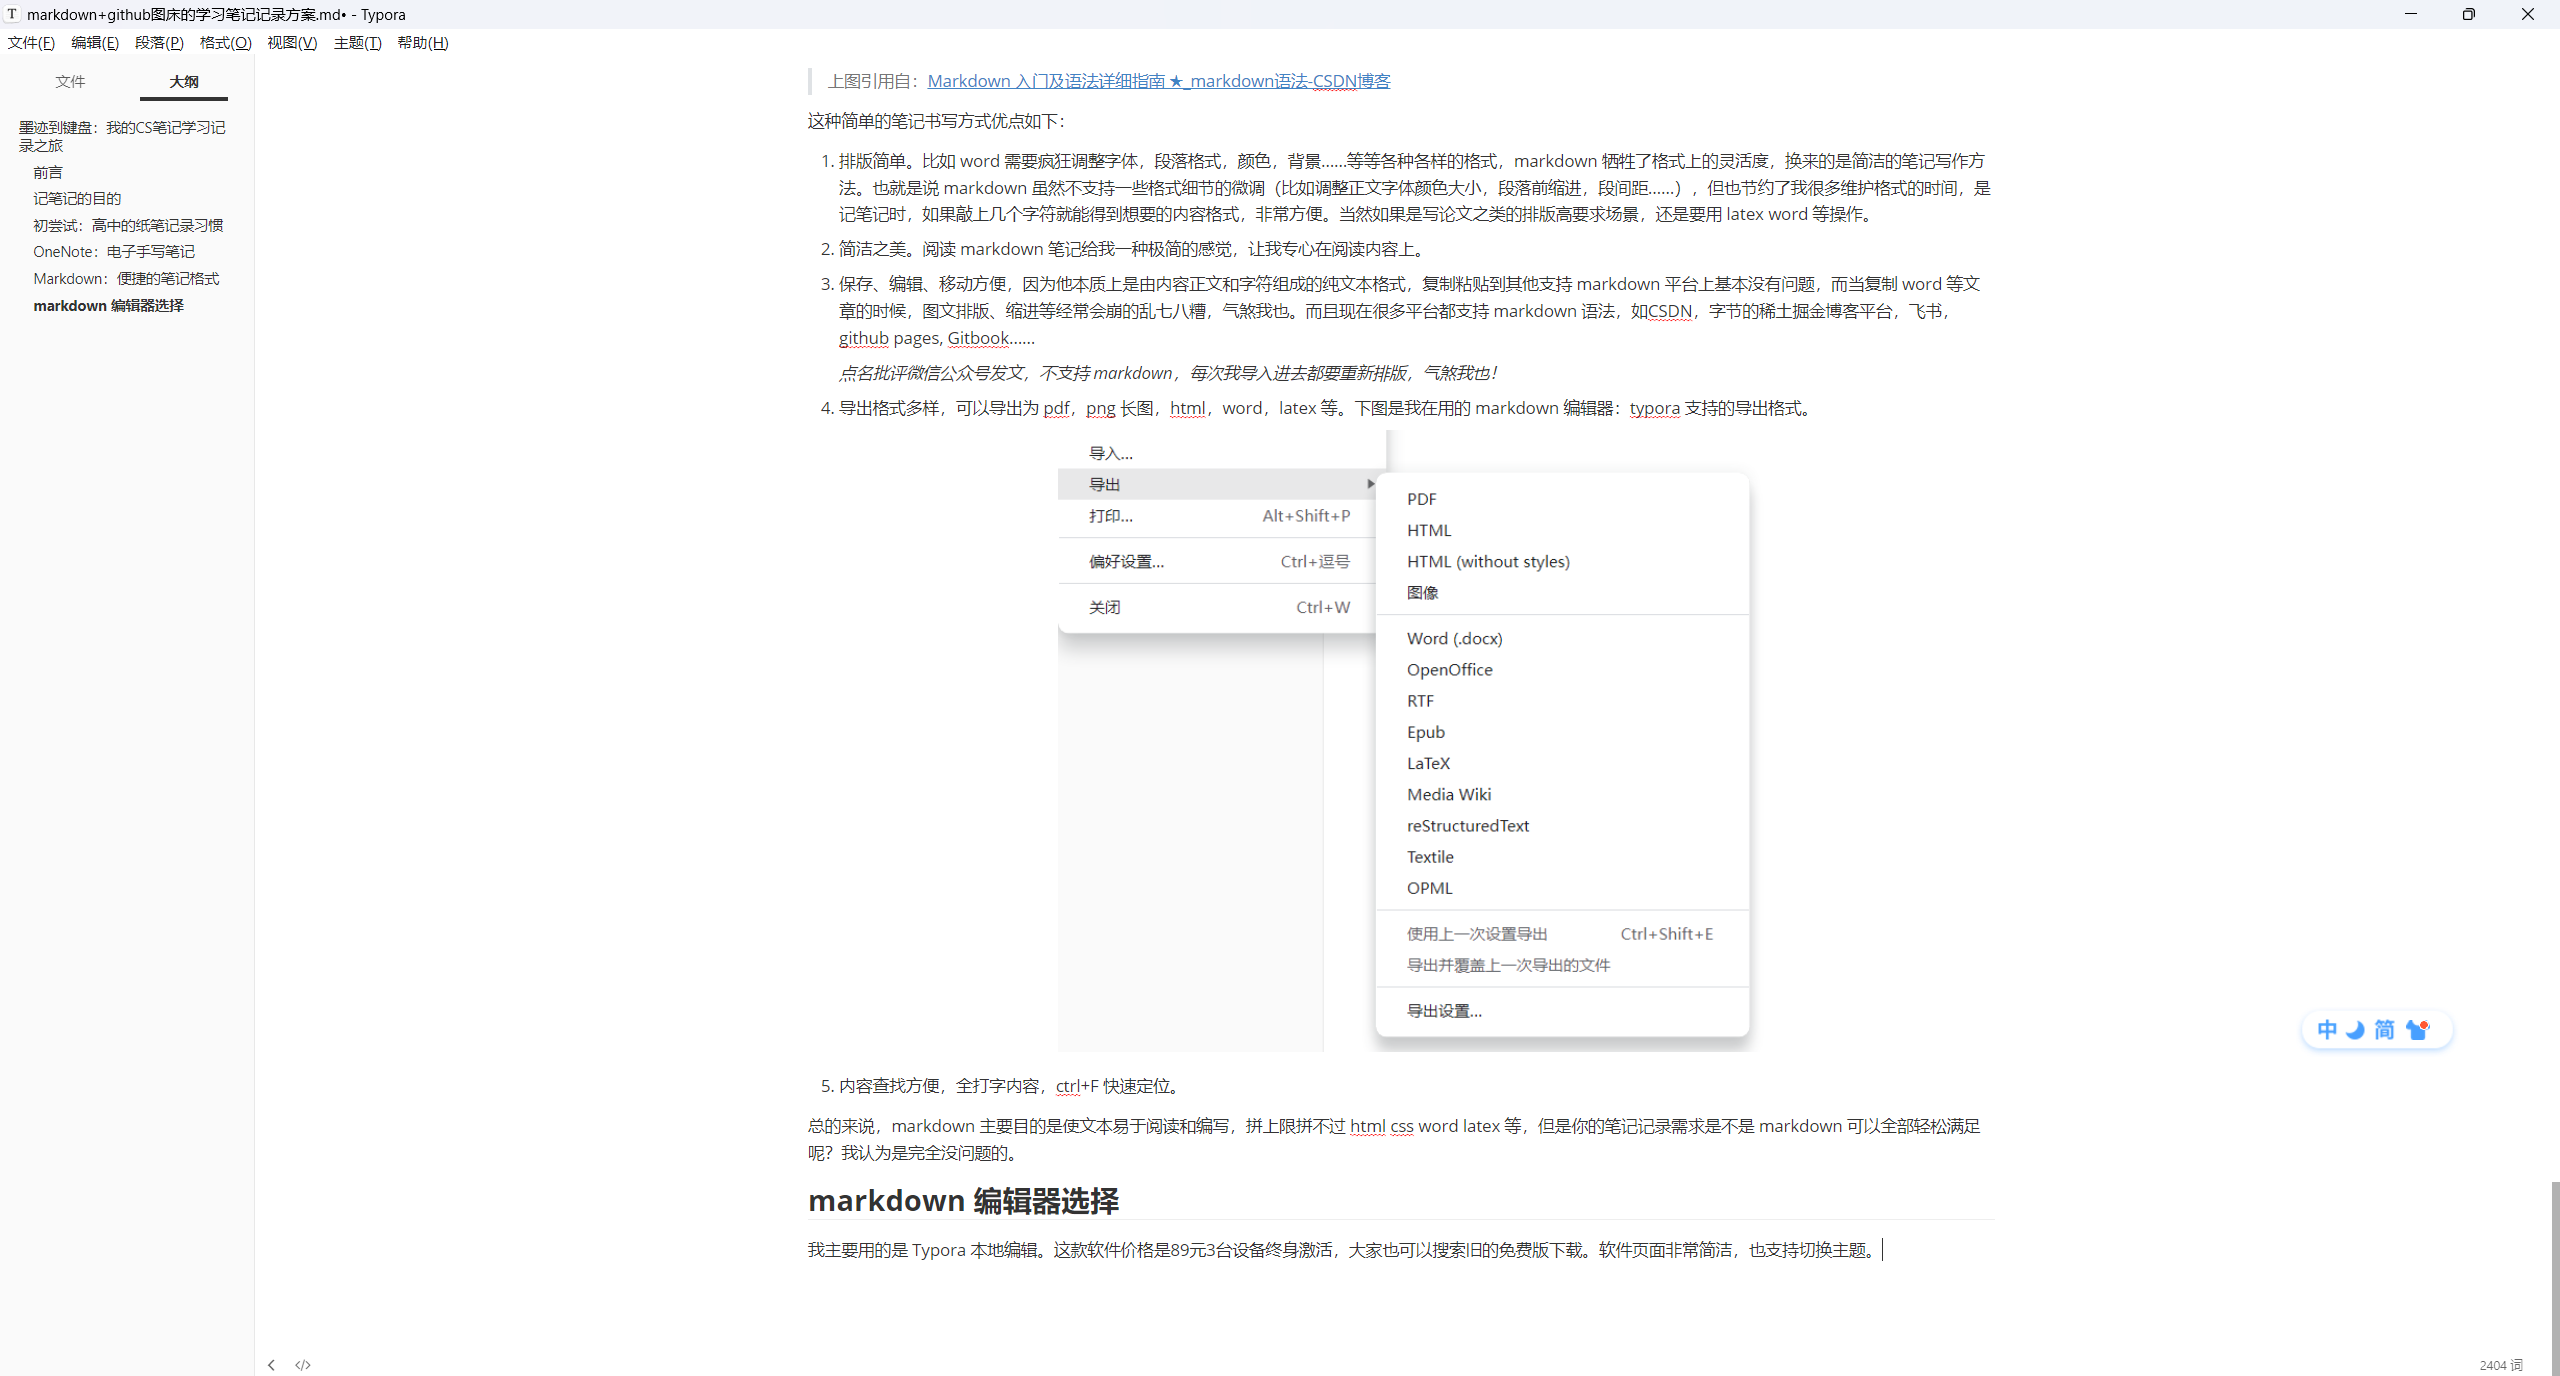 markdown+github图床的学习笔记记录方案.md• - Typora
文件(F) 编辑(E) 段落(P) 格式(O) 视图(V) 主题(T) 帮助(H)
文件 大纲
墨迹到键盘：我的CS笔记学习记
录之旅
前言
记笔记的目的
初尝试：高中的纸笔记录习惯
OneNote：电子手写笔记
Markdown：便捷的笔记格式
markdown 编辑器选择
上图引用自：Markdown 入门及语法详细指南 ★_markdown语法-CSDN博客
这种简单的笔记书写方式优点如下：
1. 排版简单。比如 word 需要疯狂调整字体，段落格式，颜色，背景......等等各种各样的格式，markdown 牺牲了格式上的灵活度，换来的是简洁的笔记写作方
法。也就是说 markdown 虽然不支持一些格式细节的微调（比如调整正文字体颜色大小，段落前缩进，段间距......），但也节约了我很多维护格式的时间，是
记笔记时，如果敲上几个字符就能得到想要的内容格式，非常方便。当然如果是写论文之类的排版高要求场景，还是要用 latex word 等操作。
2. 简洁之美。阅读 markdown 笔记给我一种极简的感觉，让我专心在阅读内容上。
3. 保存、编辑、移动方便，因为他本质上是由内容正文和字符组成的纯文本格式，复制粘贴到其他支持 markdown 平台上基本没有问题，而当复制 word 等文
章的时候，图文排版、缩进等经常会崩的乱七八糟，气煞我也。而且现在很多平台都支持 markdown 语法，如CSDN，字节的稀土掘金博客平台，飞书，
github pages, Gitbook......
点名批评微信公众号发文，不支持 markdown，每次我导入进去都要重新排版，气煞我也！
4. 导出格式多样，可以导出为 pdf，png 长图，html，word，latex 等。下图是我在用的 markdown 编辑器：typora 支持的导出格式。
导入...
导出
打印... Alt+Shift+P
偏好设置... Ctrl+逗号
关闭 Ctrl+W
PDF
HTML
HTML (without styles)
图像
Word (.docx)
OpenOffice
RTF
Epub
LaTeX
Media Wiki
reStructuredText
Textile
OPML
使用上一次设置导出 Ctrl+Shift+E
导出并覆盖上一次导出的文件
导出设置...
中 简
5. 内容查找方便，全打字内容，ctrl+F 快速定位。
总的来说，markdown 主要目的是使文本易于阅读和编写，拼上限拼不过 html css word latex 等，但是你的笔记记录需求是不是 markdown 可以全部轻松满足
呢？我认为是完全没问题的。
markdown 编辑器选择
我主要用的是 Typora 本地编辑。这款软件价格是89元3台设备终身激活，大家也可以搜索旧的免费版下载。软件页面非常简洁，也支持切换主题。
2404 词